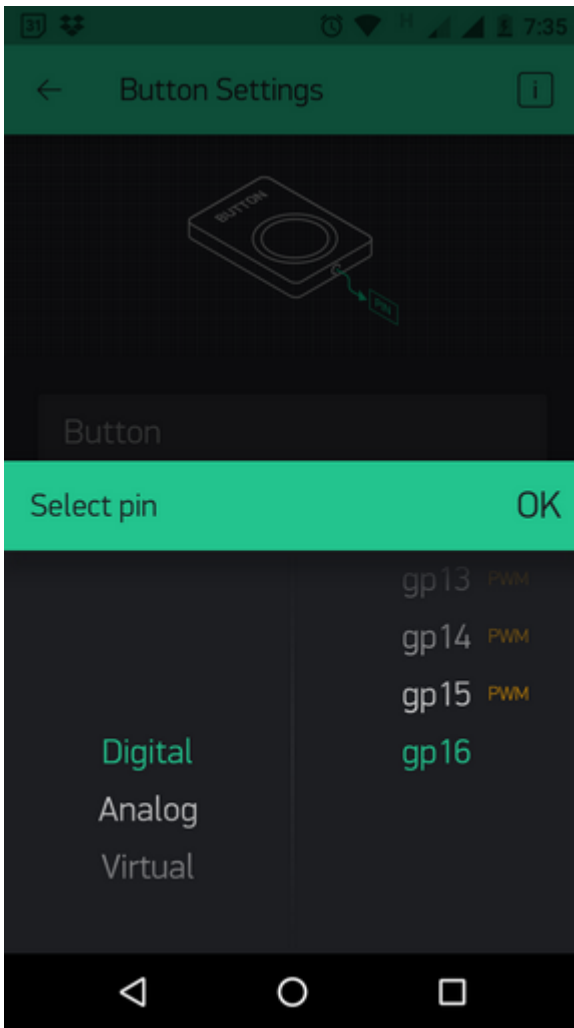 31 H 7:35
Button Settings i
BUTTON
PIN
Button
Select pin OK
gp13 PWM
gp14 PWM
gp15 PWM
Digital gp16
Analog
Virtual